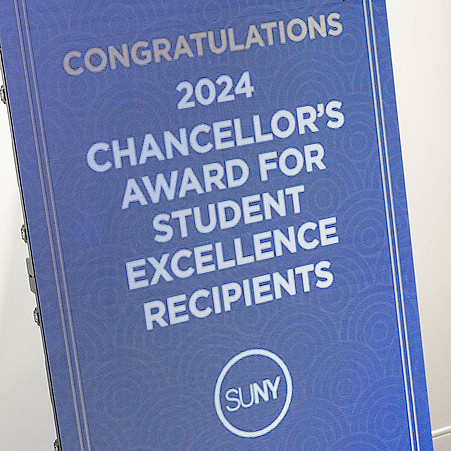 CONGRATULATIONS
2024
CHANCELLOR'S
AWARD FOR
STUDENT
EXCELLENCE
RECIPIENTS
SUNY